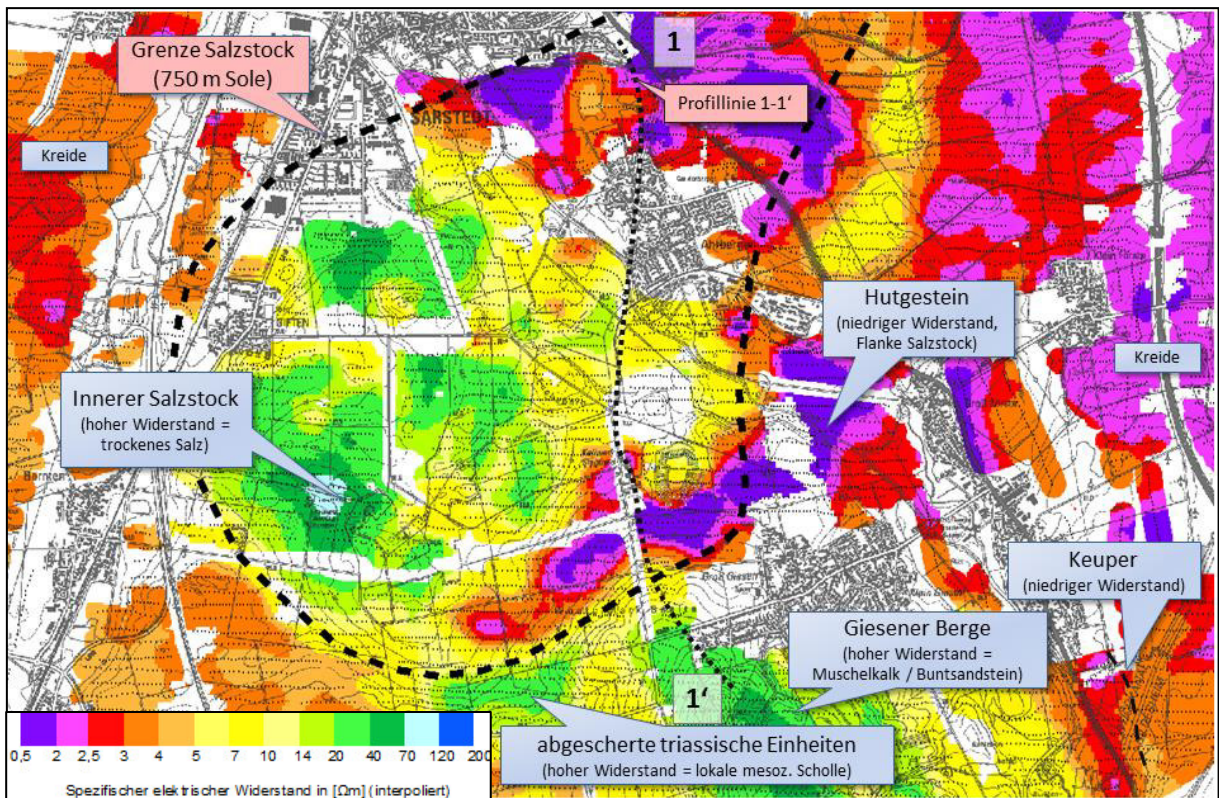 Grenze Salzstock
(750 m Sole)
1
Profillinie 1-1‘
SARSTEDT
Kreide
Hutgestein
(niedriger Widerstand,
Flanke Salzstock)
Kreide
Innerer Salzstock
(hoher Widerstand =
trockenes Salz)
Keuper
(niedriger Widerstand)
Giesener Berge
(hoher Widerstand =
Muschelkalk / Buntsandstein)
1‘
abgescherte triassische Einheiten
(hoher Widerstand = lokale mesoz. Scholle)
0,5 2 2,5 3 4 5 7 10 14 20 40 70 120 200
Spezifischer elektrischer Widerstand in [Ωm] (interpoliert)